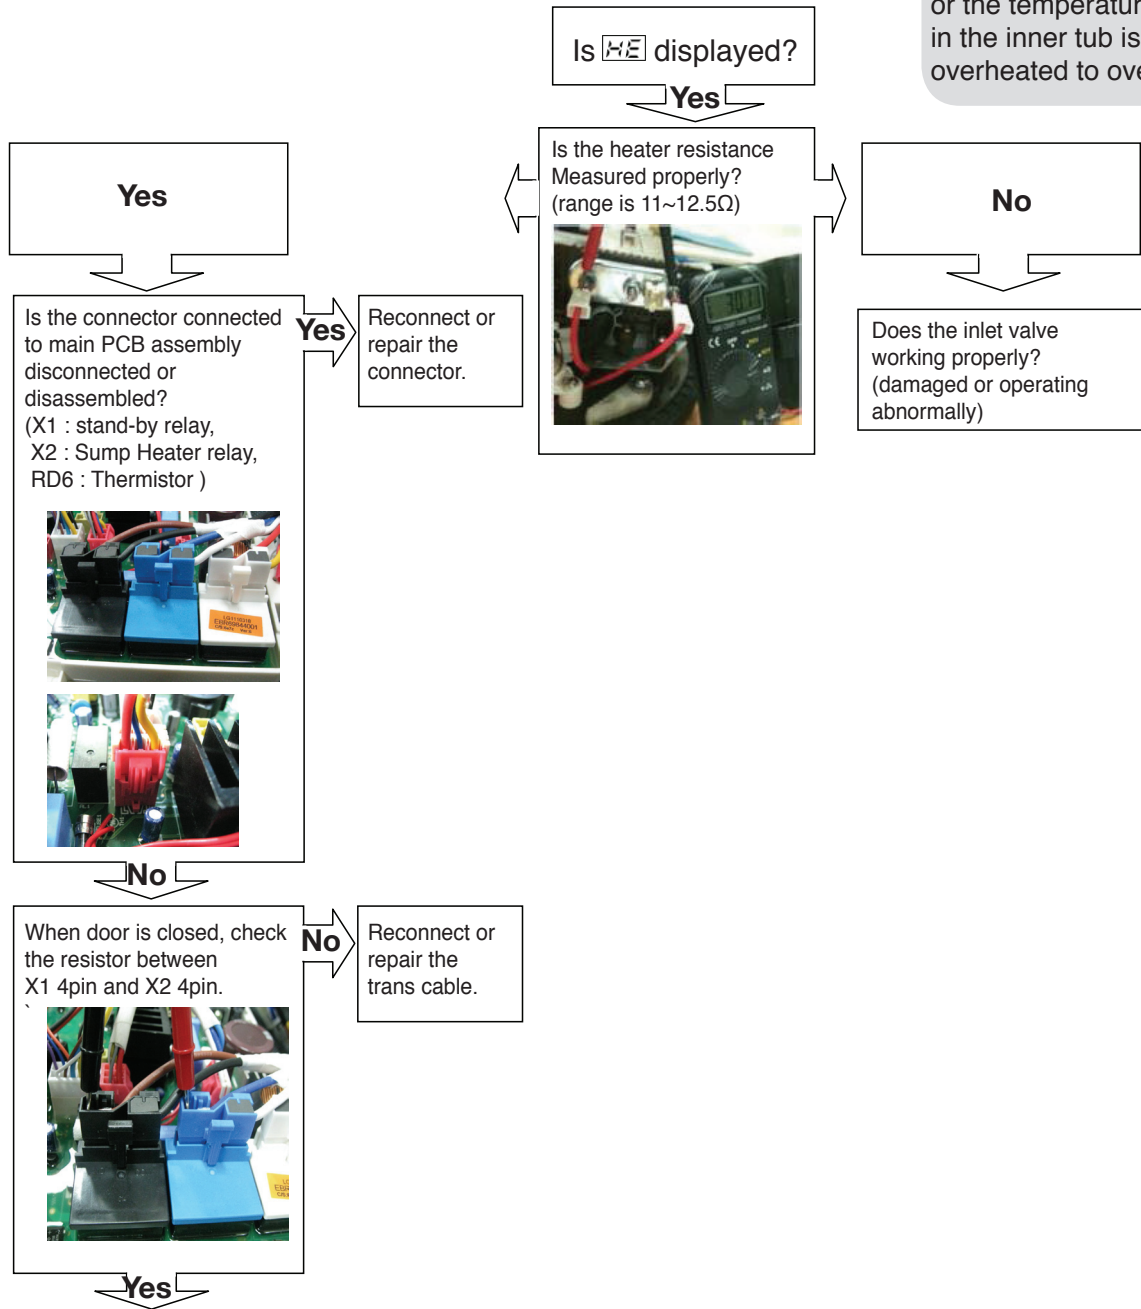 or the temperatur
in the inner tub is
overheated to ove
Is HE displayed?
Yes
Is the heater resistance
Measured properly?
(range is 11~12.5Ω)
Yes
No
Is the connector connected
to main PCB assembly
disconnected or
disassembled?
(X1 : stand-by relay,
X2 : Sump Heater relay,
RD6 : Thermistor )
Yes
Reconnect or
repair the
connector.
Does the inlet valve
working properly?
(damaged or operating
abnormally)
No
When door is closed, check
the resistor between
X1 4pin and X2 4pin.
`
No
Reconnect or
repair the
trans cable.
Yes